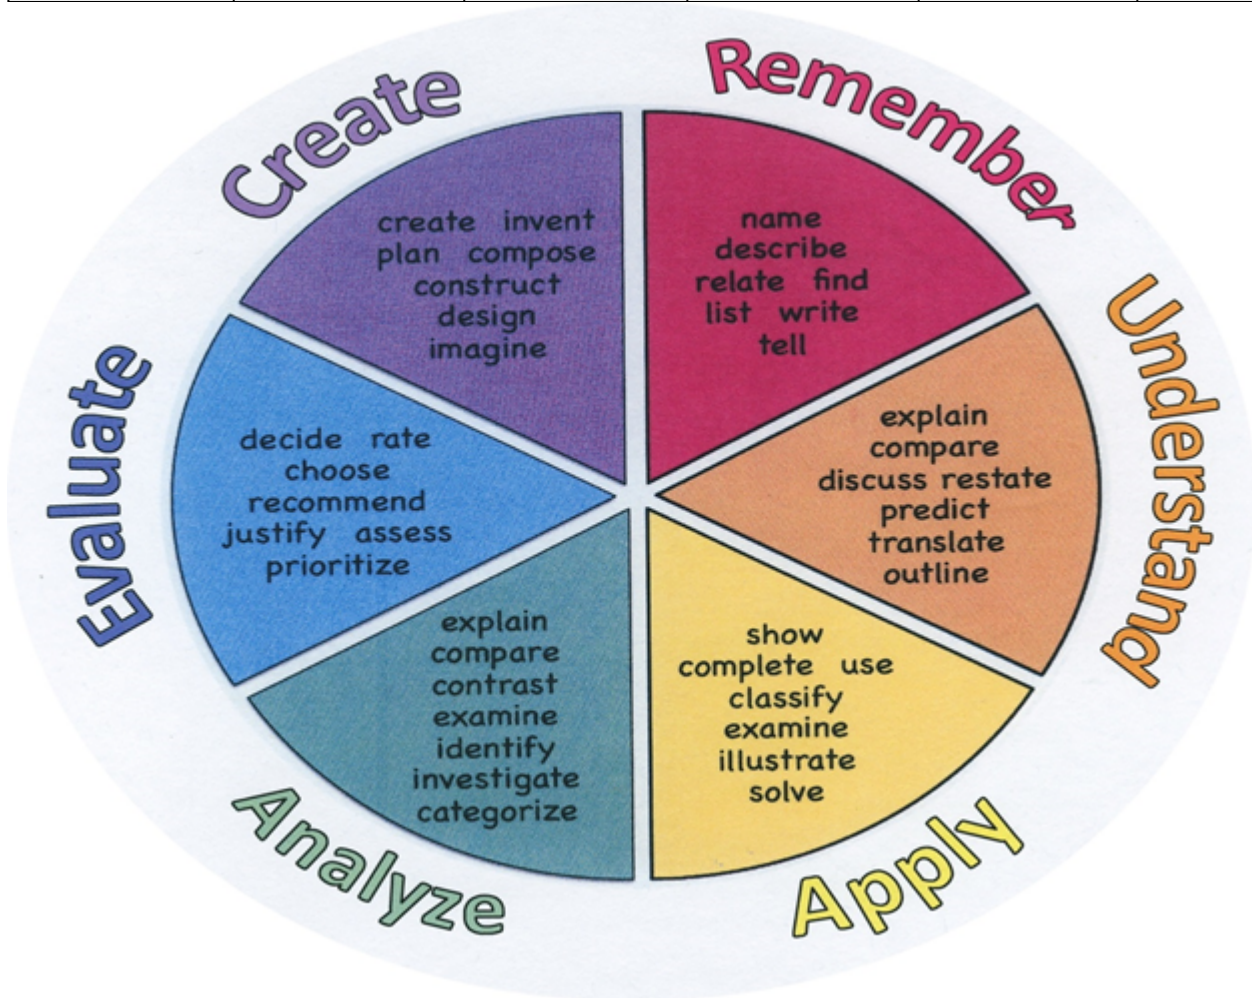 Remember
name
describe
relate find
list write
tell
Understand
explain
compare
discuss restate
predict
translate
outline
Apply
show
complete use
classify
examine
illustrate
solve
Analyze
explain
compare
contrast
examine
identify
investigate
categorize
Evaluate
decide rate
choose
recommend
justify assess
prioritize
Create
create invent
plan compose
construct
design
imagine